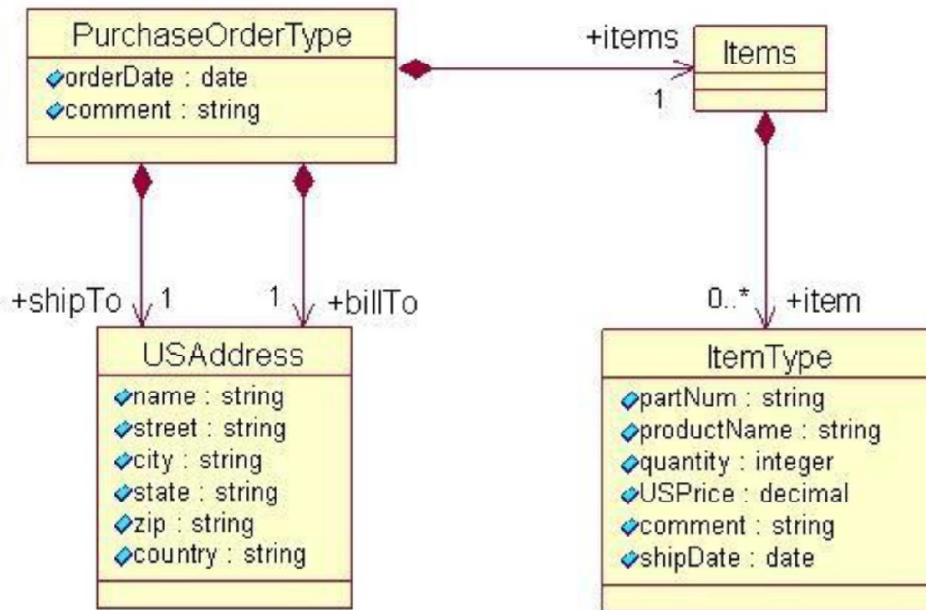 PurchaseOrderType
orderDate : date
comment : string
+items
1
Items
+shipTo
1
1
+billTo
0..*
+item
USAddress
name : string
street : string
city : string
state : string
zip : string
country : string
ItemType
partNum : string
productName : string
quantity : integer
USPrice : decimal
comment : string
shipDate : date